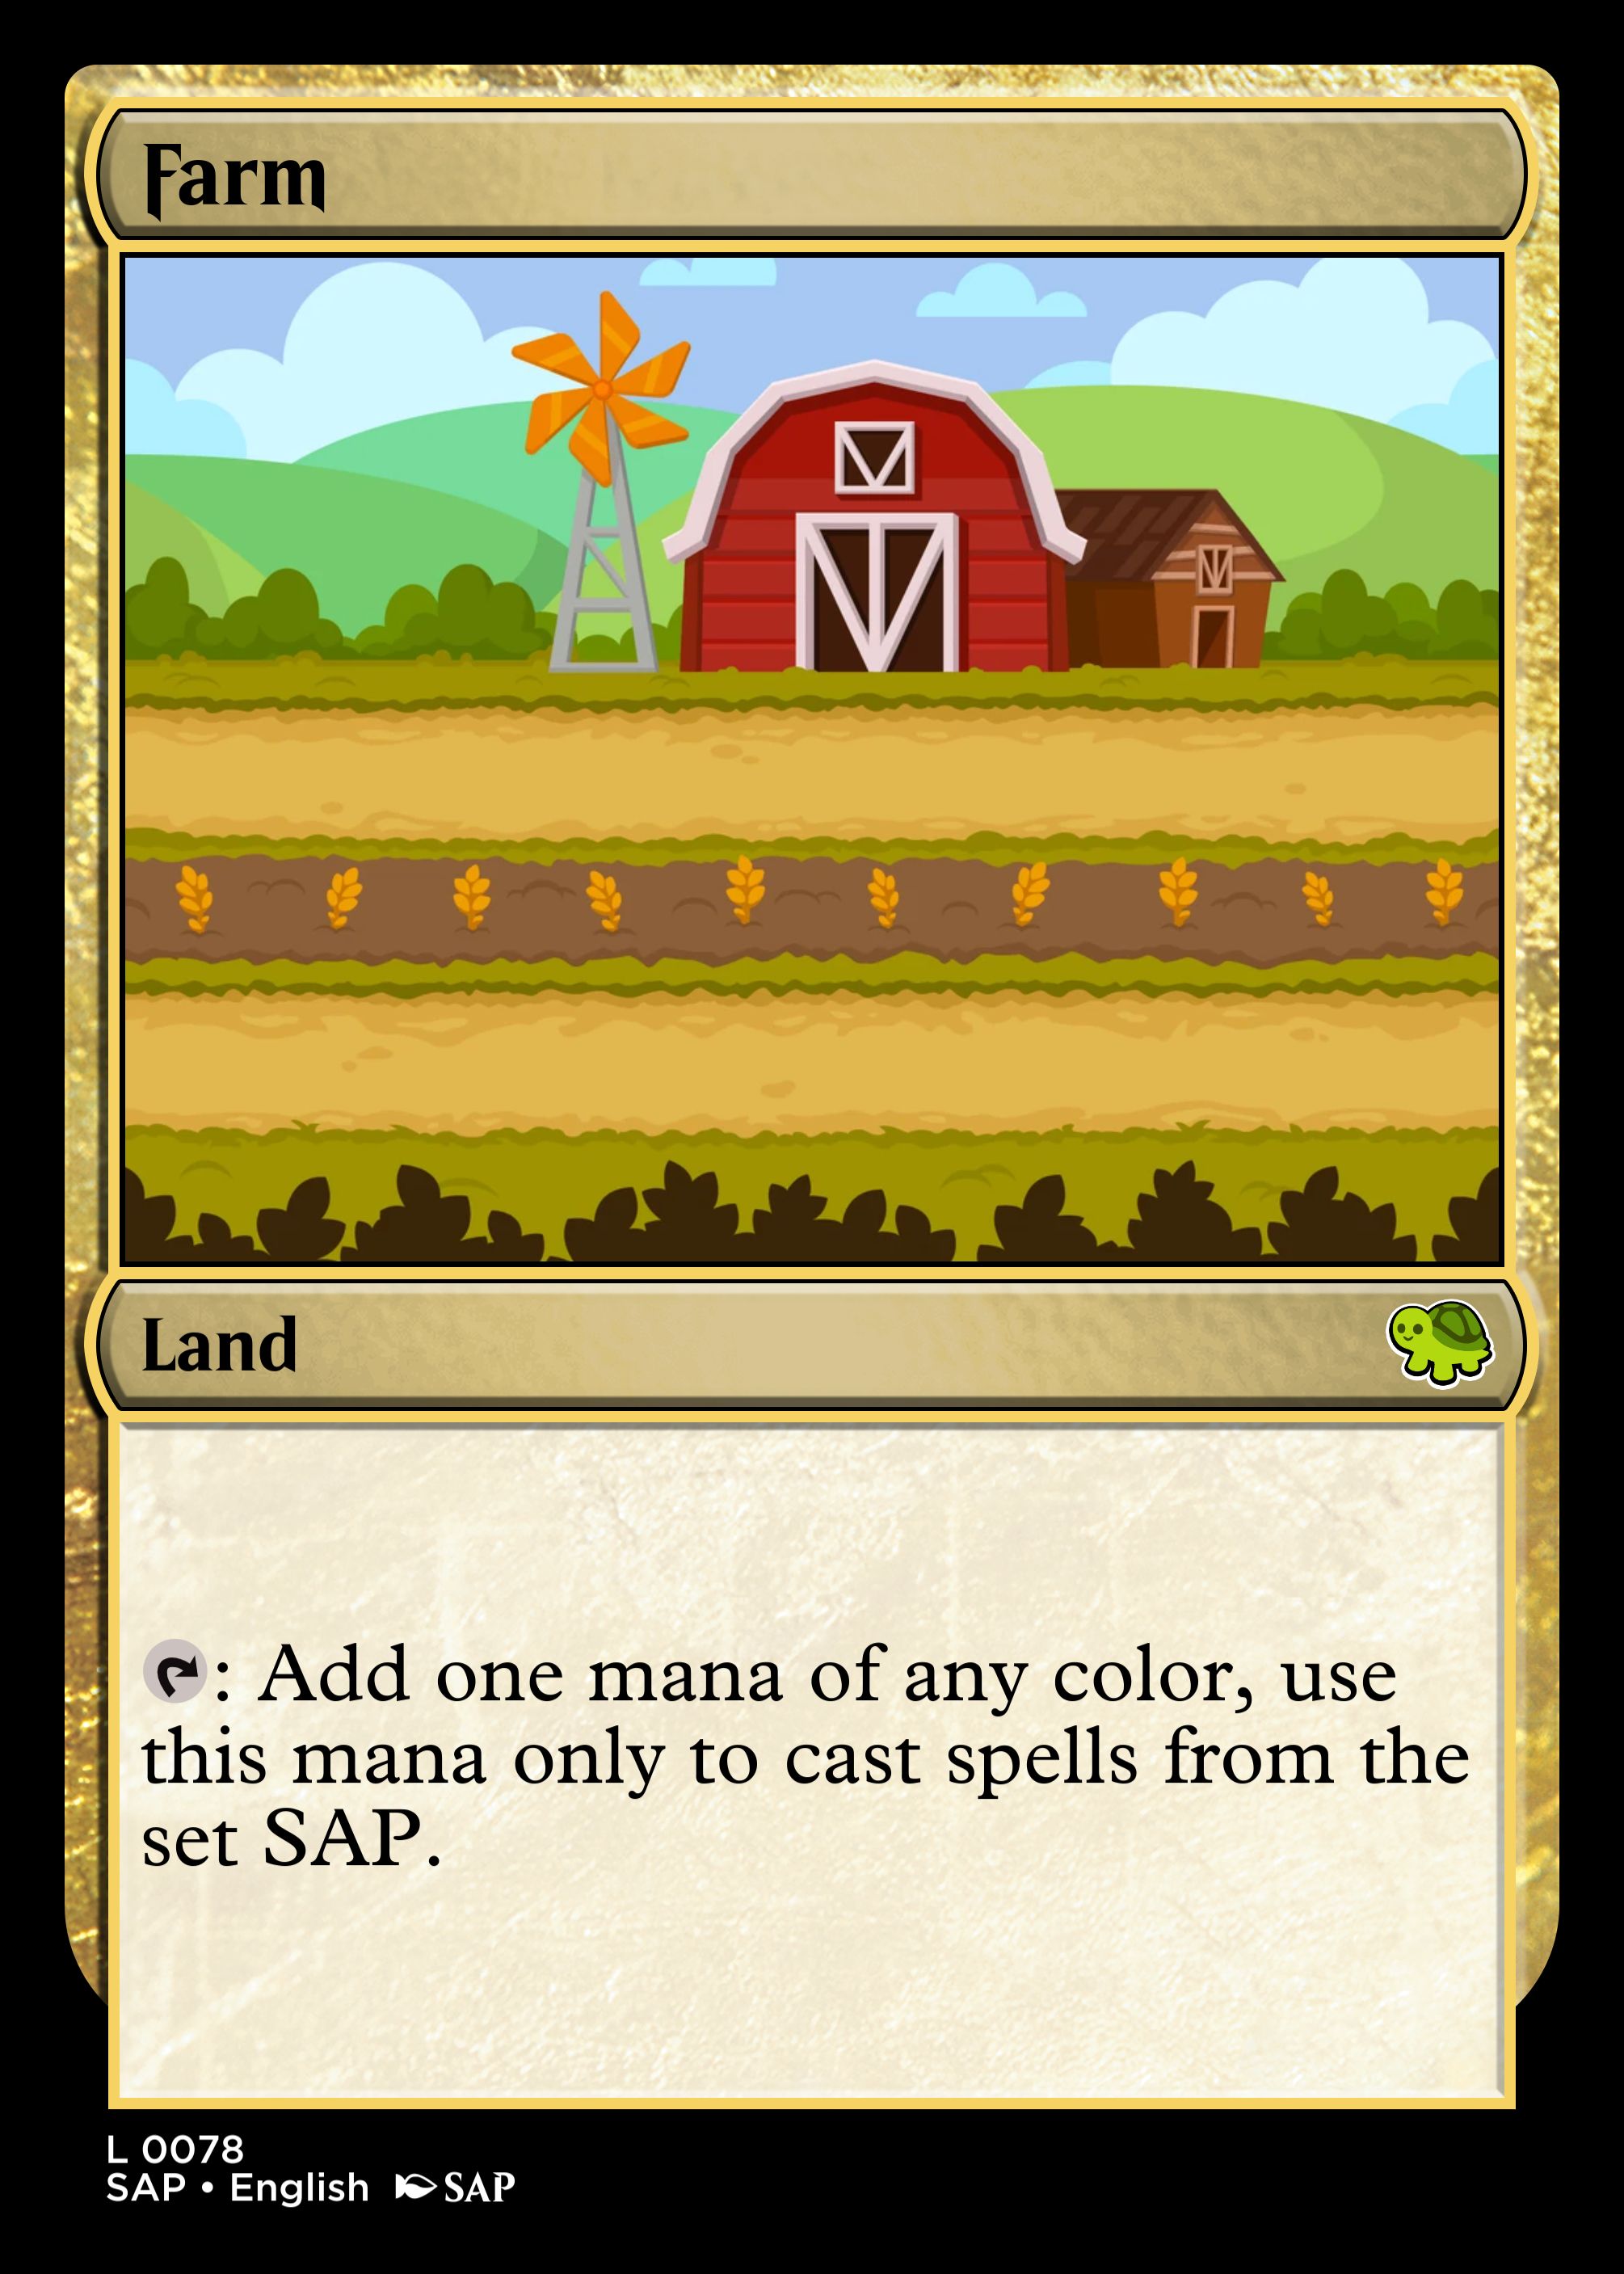 Farm
Land
: Add one mana of any color, use
this mana only to cast spells from the
set SAP.
L 0078
SAP • English SAP